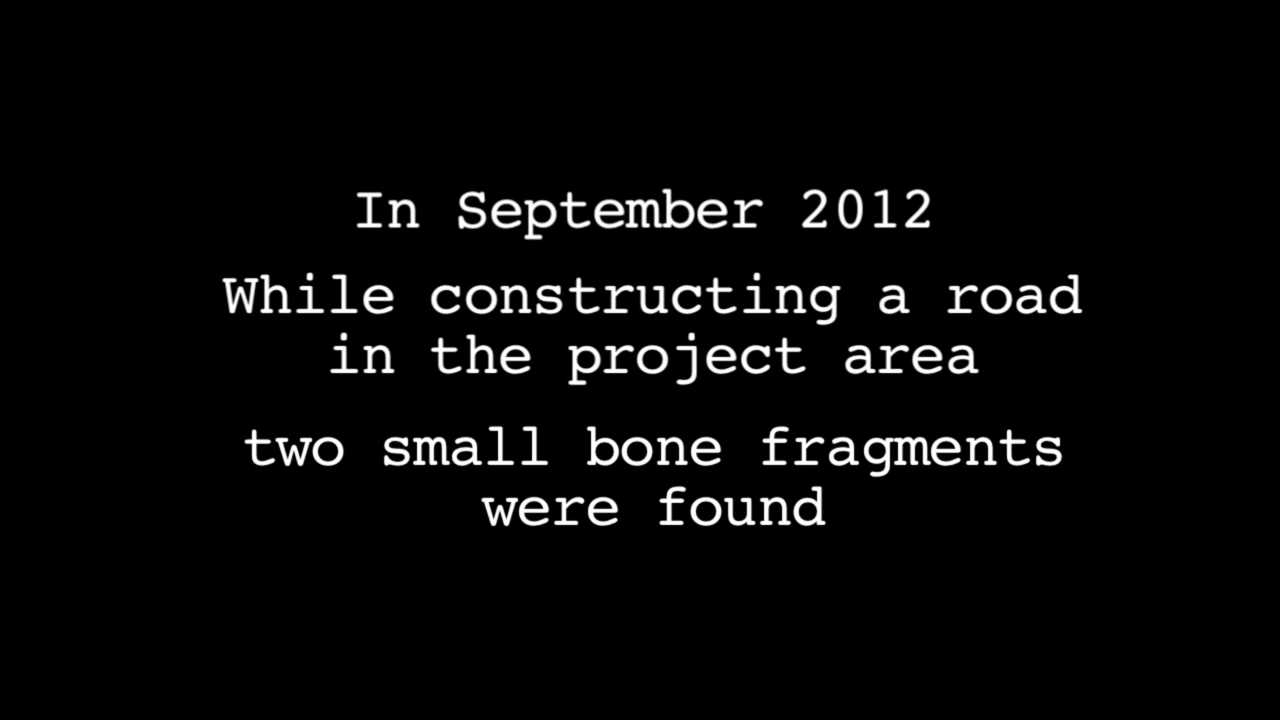 In September 2012
While constructing a road
in the project area
two small bone fragments
were found